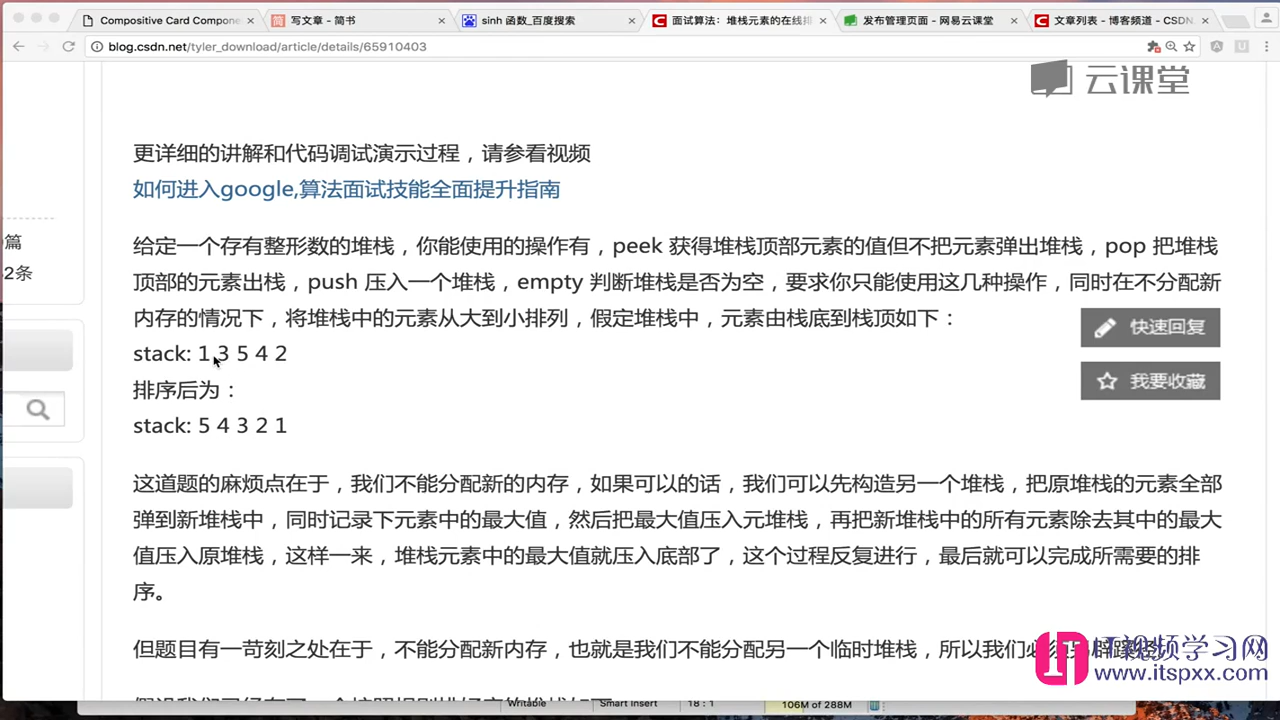 Compositive Card Compone
写文章 - 简书
sinh 函数_百度搜索
面试算法：堆栈元素的在线排
发布管理页面 - 网易云课堂
文章列表 - 博客频道 - CSDN.
blog.csdn.net/tyler_download/article/details/65910403
云课堂
更详细的讲解和代码调试演示过程，请参看视频
如何进入google,算法面试技能全面提升指南
篇
2条
给定一个存有整形数的堆栈，你能使用的操作有，peek 获得堆栈顶部元素的值但不把元素弹出堆栈，pop 把堆栈
顶部的元素出栈，push 压入一个堆栈，empty 判断堆栈是否为空，要求你只能使用这几种操作，同时在不分配新
内存的情况下，将堆栈中的元素从大到小排列，假定堆栈中，元素由栈底到栈顶如下：
快速回复
stack: 1 3 5 4 2
我要收藏
排序后为：
stack: 5 4 3 2 1
这道题的麻烦点在于，我们不能分配新的内存，如果可以的话，我们可以先构造另一个堆栈，把原堆栈的元素全部
弹到新堆栈中，同时记录下元素中的最大值，然后把最大值压入元堆栈，再把新堆栈中的所有元素除去其中的最大
值压入原堆栈，这样一来，堆栈元素中的最大值就压入底部了，这个过程反复进行，最后就可以完成所需要的排
序。
但题目有一苛刻之处在于，不能分配新内存，也就是我们不能分配另一个临时堆栈，所以我们
IT视频学习网
www.itspxx.com
Writable
Smart Insert
18 : 1
106M of 288M